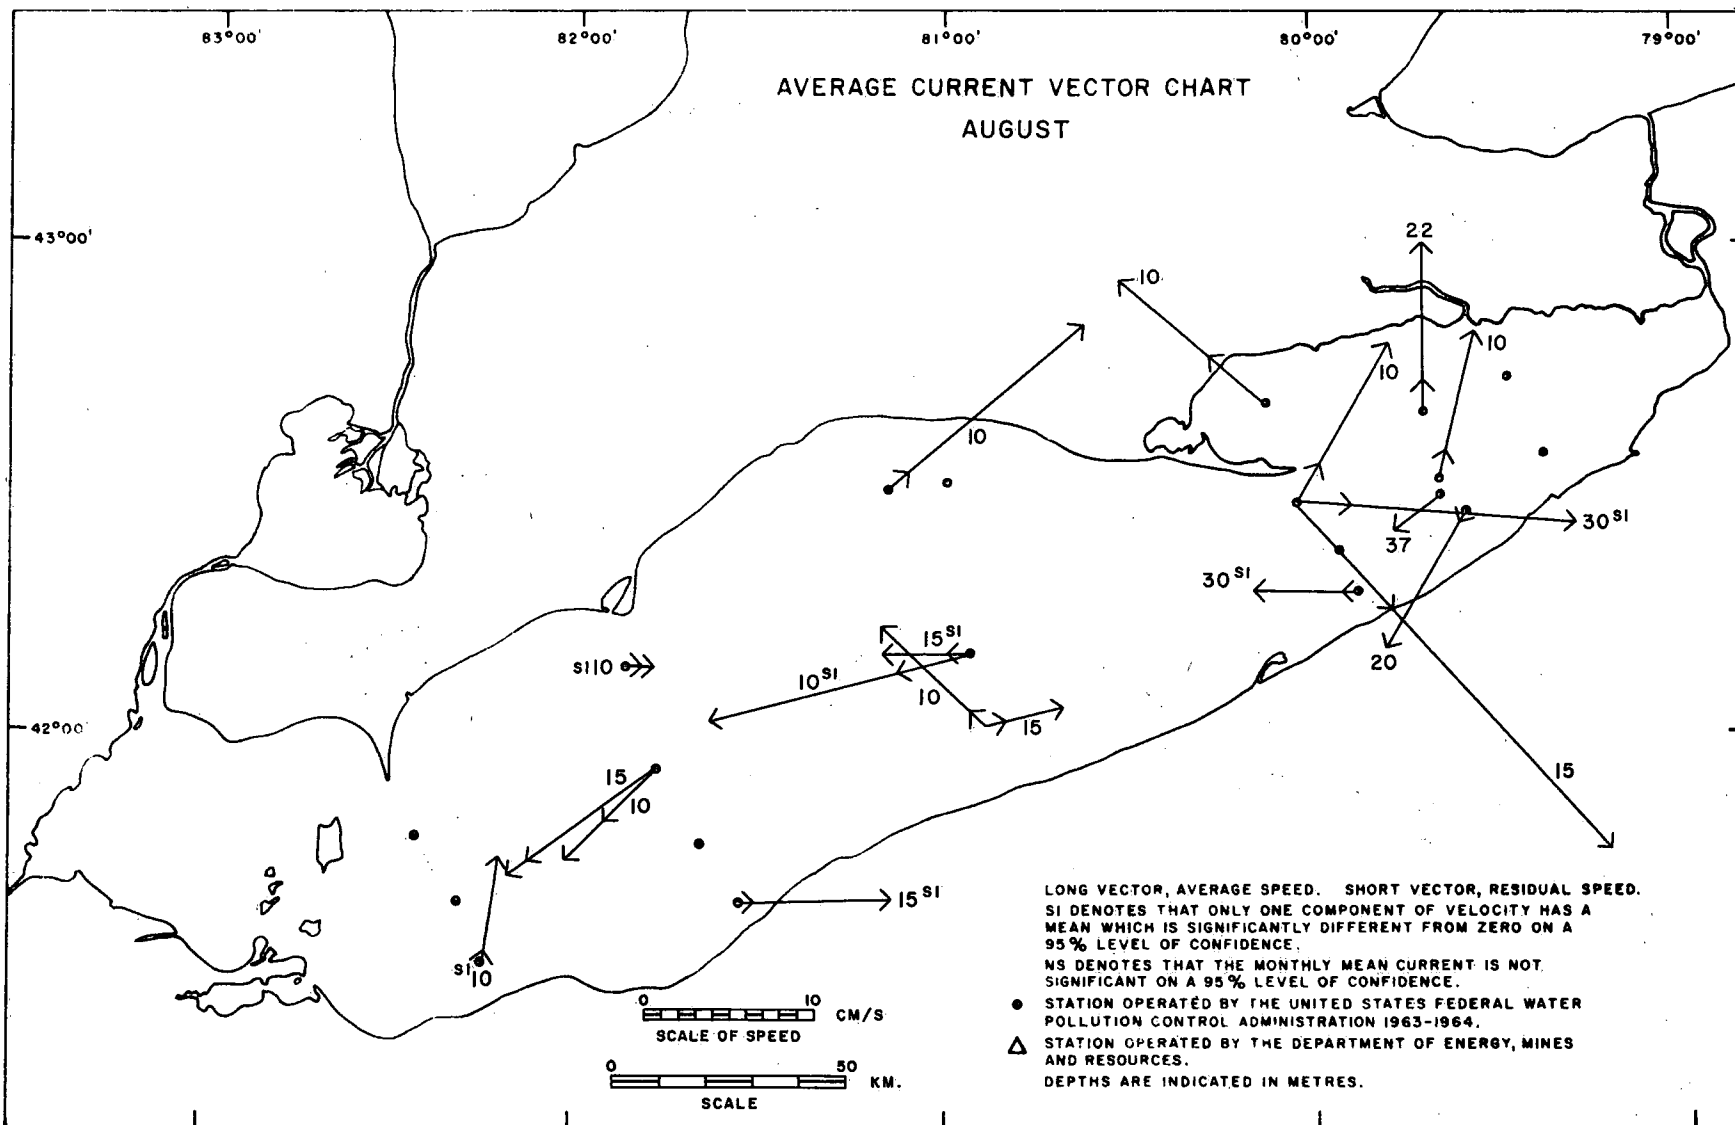 83°00'
82°00'
81°00'
80°00'
79°00'
AVERAGE CURRENT VECTOR CHART
AUGUST
43°00'
22
10
10
10
10
30SI
37
30SI
20
15SI
SI10
10SI
10
15
42°00'
15
15
10
15SI
SI10
LONG VECTOR, AVERAGE SPEED. SHORT VECTOR, RESIDUAL SPEED.
SI DENOTES THAT ONLY ONE COMPONENT OF VELOCITY HAS A
MEAN WHICH IS SIGNIFICANTLY DIFFERENT FROM ZERO ON A
95% LEVEL OF CONFIDENCE.
NS DENOTES THAT THE MONTHLY MEAN CURRENT IS NOT
SIGNIFICANT ON A 95% LEVEL OF CONFIDENCE.
STATION OPERATED BY THE UNITED STATES FEDERAL WATER
POLLUTION CONTROL ADMINISTRATION 1963-1964.
STATION OPERATED BY THE DEPARTMENT OF ENERGY, MINES
AND RESOURCES.
DEPTHS ARE INDICATED IN METRES.
0 10 CM/S
SCALE OF SPEED
0 50 KM.
SCALE